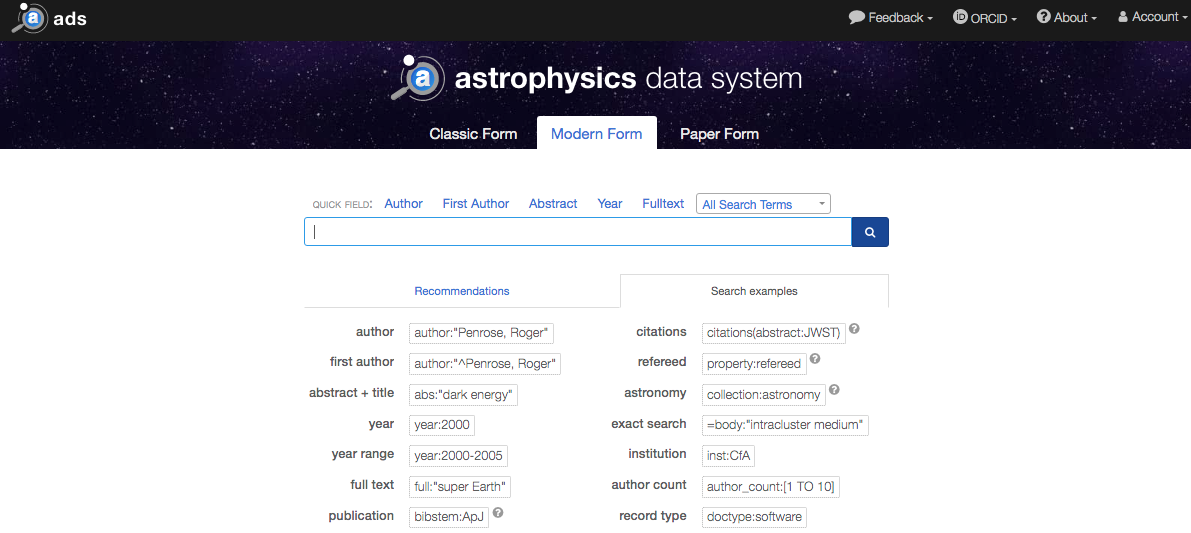 a ads Feedback ORCID About Account
a astrophysics data system
Classic Form Modern Form Paper Form
QUICK FIELD: Author First Author Abstract Year Fulltext All Search Terms
Recommendations Search examples
author author:"Penrose, Roger" citations citations(abstract:JWST) ?
first author author:"^Penrose, Roger" refereed property:refereed ?
abstract + title abs:"dark energy" astronomy collection:astronomy ?
year year:2000 exact search =body:"intracluster medium"
year range year:2000-2005 institution inst:CfA
full text full:"super Earth" author count author_count:[1 TO 10]
publication bibstem:ApJ ? record type doctype:software